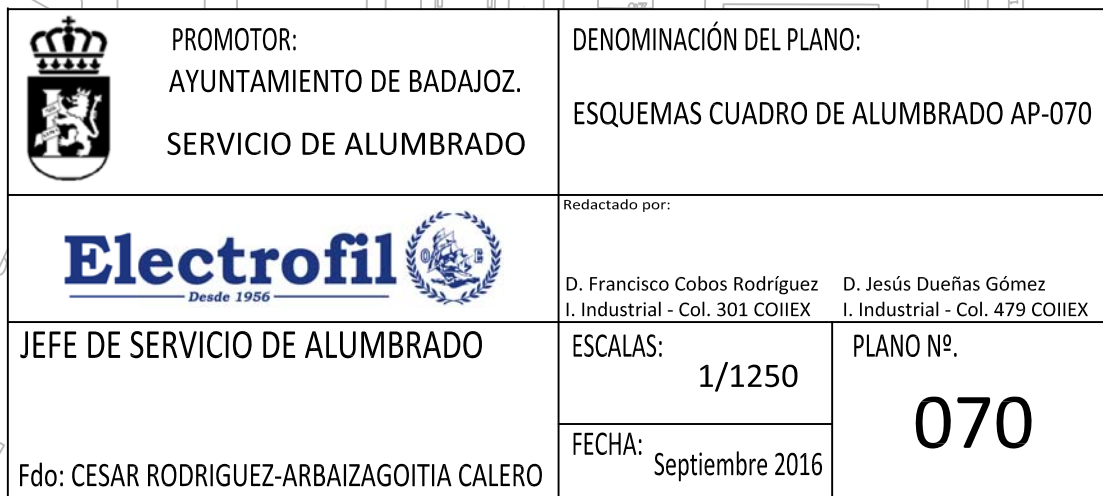 PROMOTOR:
AYUNTAMIENTO DE BADAJOZ.
SERVICIO DE ALUMBRADO
DENOMINACIÓN DEL PLANO:
ESQUEMAS CUADRO DE ALUMBRADO AP-070
Electrofil
O E
Desde 1956
Redactado por:
D. Francisco Cobos Rodríguez
I. Industrial - Col. 301 COIIEX
D. Jesús Dueñas Gómez
I. Industrial - Col. 479 COIIEX
JEFE DE SERVICIO DE ALUMBRADO
Fdo: CESAR RODRIGUEZ-ARBAIZAGOITIA CALERO
ESCALAS:
1/1250
FECHA:
Septiembre 2016
PLANO Nº.
070